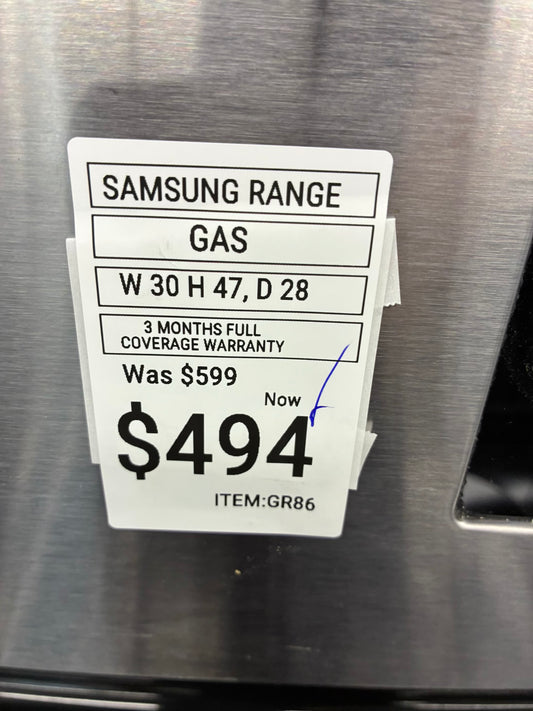 SAMSUNG RANGE
GAS
W 30 H 47, D 28
3 MONTHS FULL
COVERAGE WARRANTY
Was $599
Now
$494
ITEM:GR86